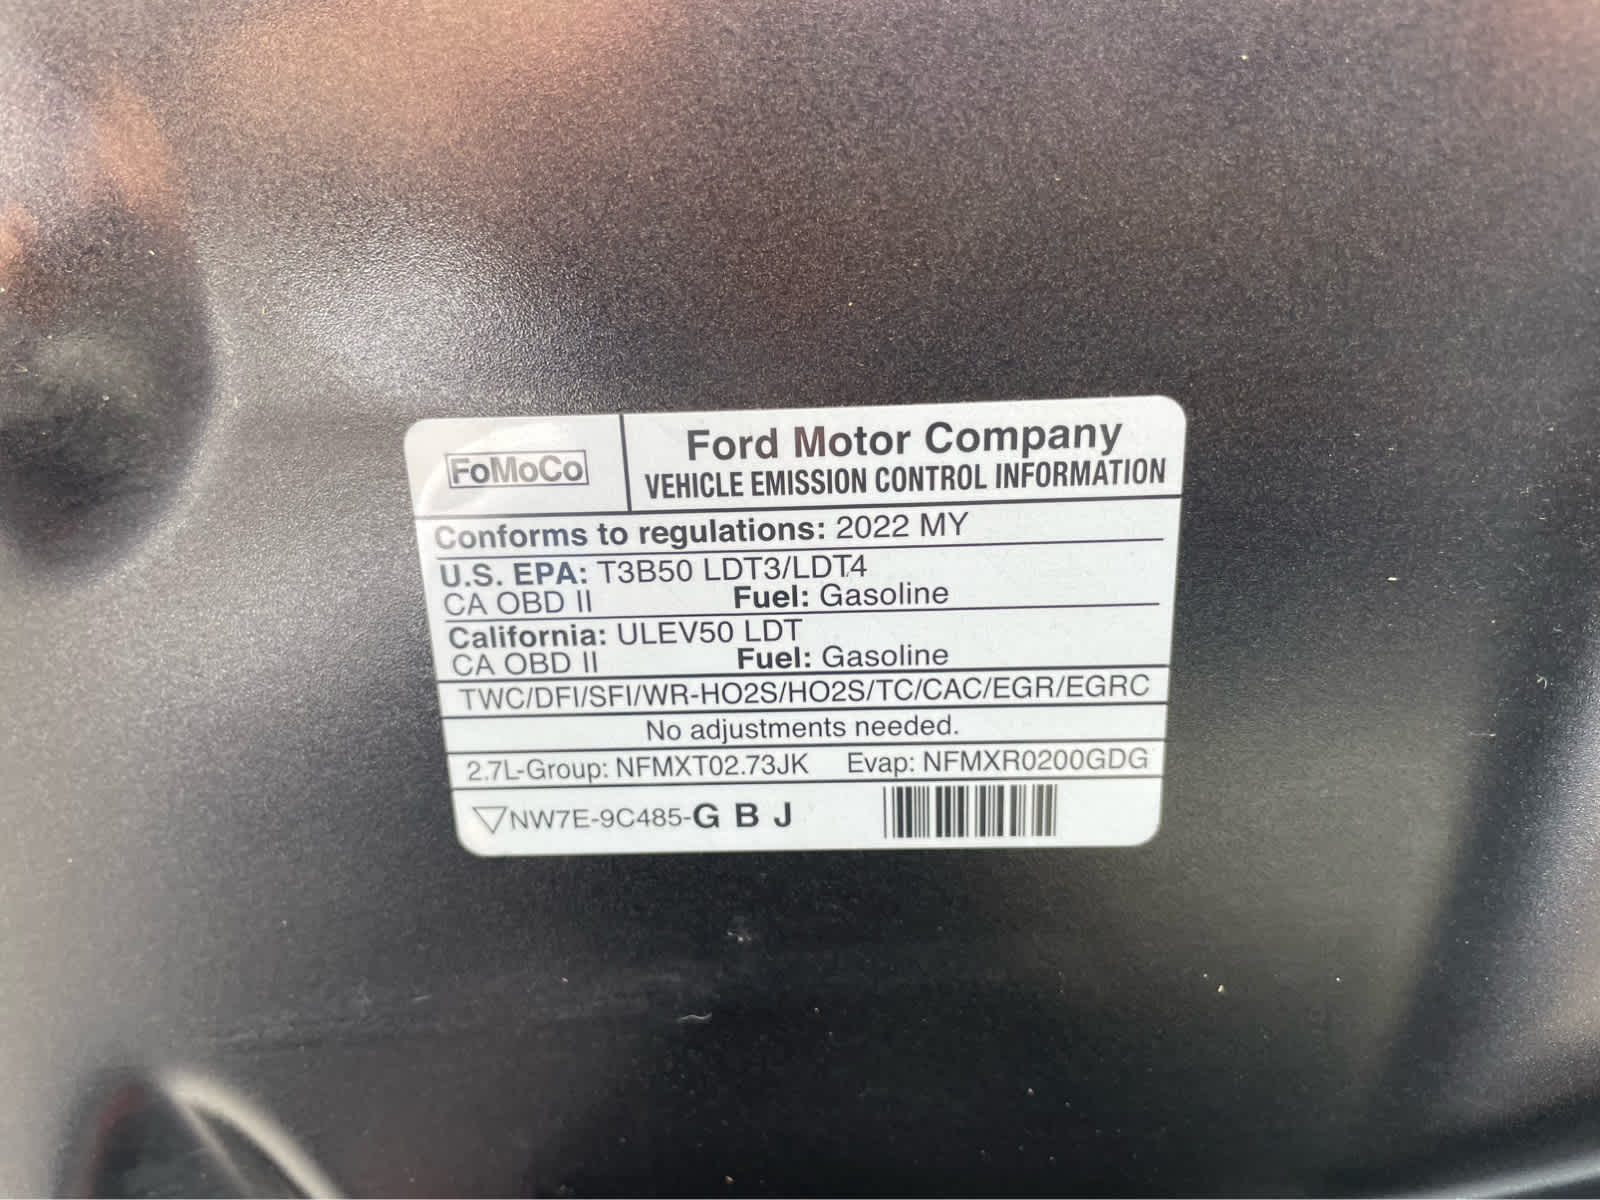 FoMoCo
Ford Motor Company
VEHICLE EMISSION CONTROL INFORMATION
Conforms to regulations: 2022 MY
U.S. EPA: T3B50 LDT3/LDT4
CA OBD II Fuel: Gasoline
California: ULEV50 LDT
CA OBD II Fuel: Gasoline
TWC/DFI/SFI/WR-HO2S/HO2S/TC/CAC/EGR/EGRC
No adjustments needed.
2.7L-Group: NFMXT02.73JK Evap: NFMXR0200GDG
NW7E-9C485-G B J